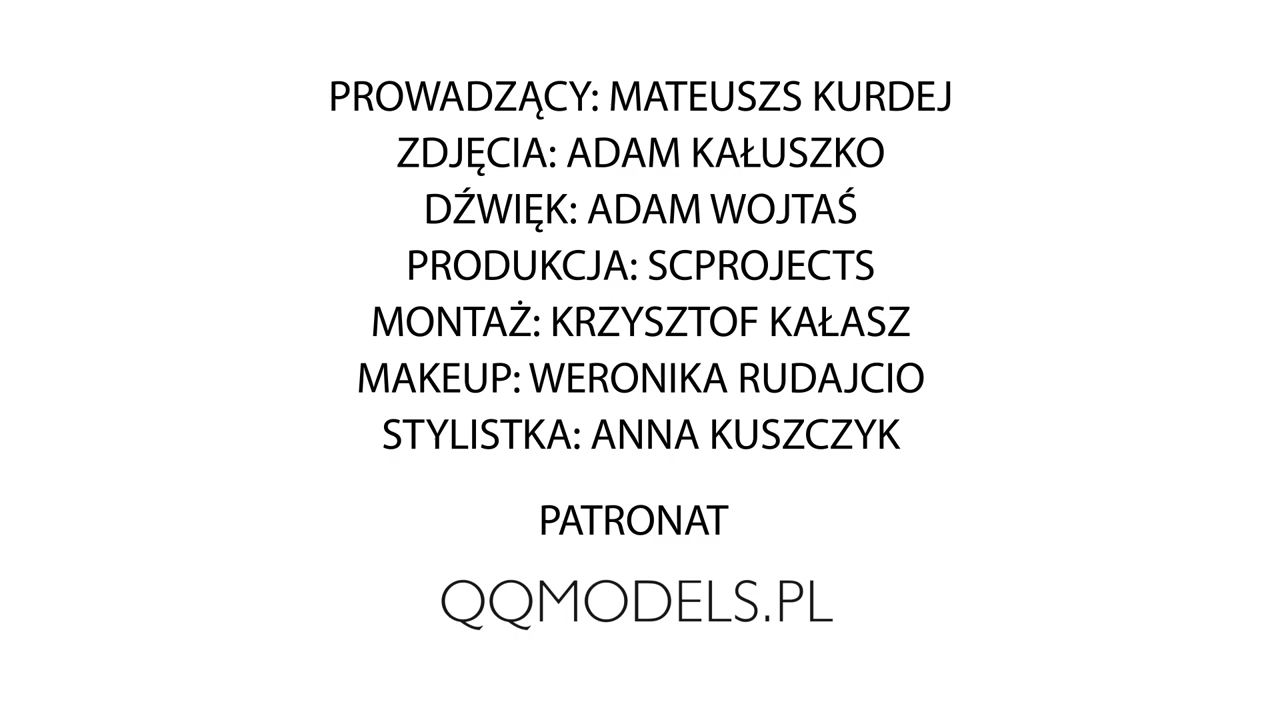 PROWADZĄCY: MATEUSZS KURDEJ
ZDJĘCIA: ADAM KAŁUSZKO
DŹWIĘK: ADAM WOJTAŚ
PRODUKCJA: SCPROJECTS
MONTAŻ: KRZYSZTOF KAŁASZ
MAKEUP: WERONIKA RUDAJCIO
STYLISTKA: ANNA KUSZCZYK
PATRONAT
QQMODELS.PL